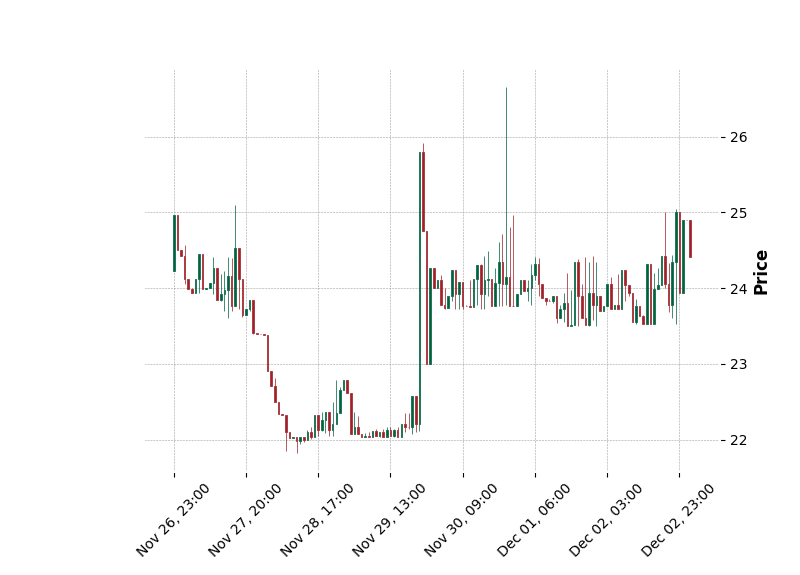 26
25
24
23
22
Price
Nov 26, 23:00
Nov 27, 20:00
Nov 28, 17:00
Nov 29, 13:00
Nov 30, 09:00
Dec 01, 06:00
Dec 02, 03:00
Dec 02, 23:00